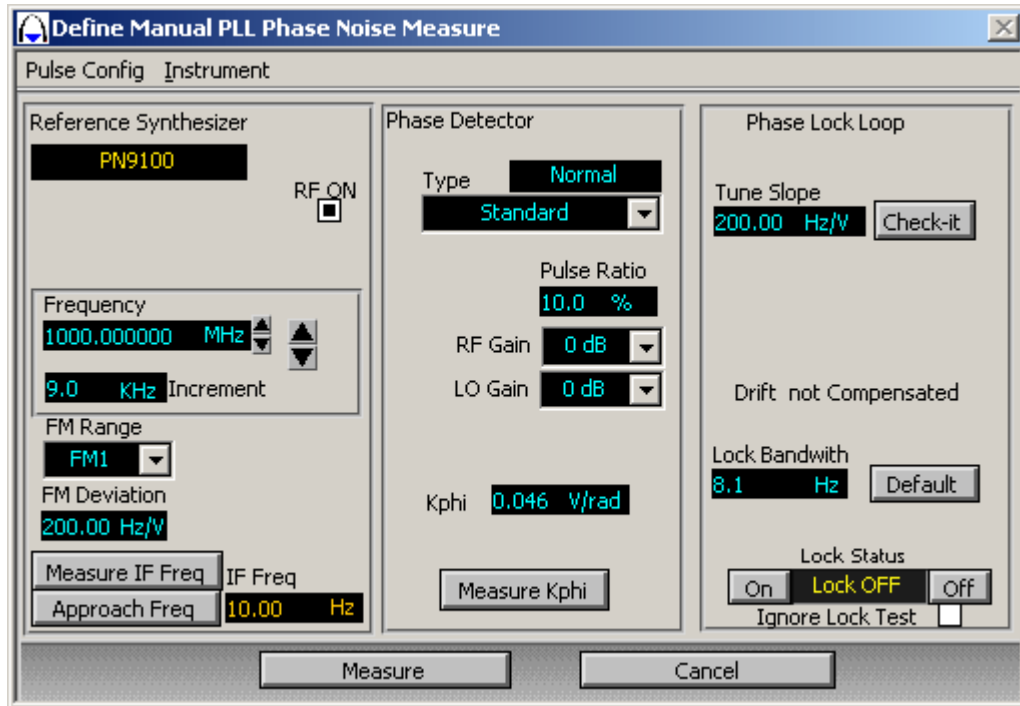 Define Manual PLL Phase Noise Measure
Pulse Config Instrument
Reference Synthesizer
PN9100
RF ON
Frequency
1000.000000 MHz
9.0 KHz Increment
FM Range
FM1
FM Deviation
200.00 Hz/V
Measure IF Freq IF Freq
Approach Freq 10.00 Hz
Phase Detector
Type Normal
Standard
Pulse Ratio
10.0 %
RF Gain 0 dB
LO Gain 0 dB
Kphi 0.046 V/rad
Measure Kphi
Phase Lock Loop
Tune Slope
200.00 Hz/V Check-it
Drift not Compensated
Lock Bandwith
8.1 Hz Default
Lock Status
On Lock OFF Off
Ignore Lock Test
Measure Cancel